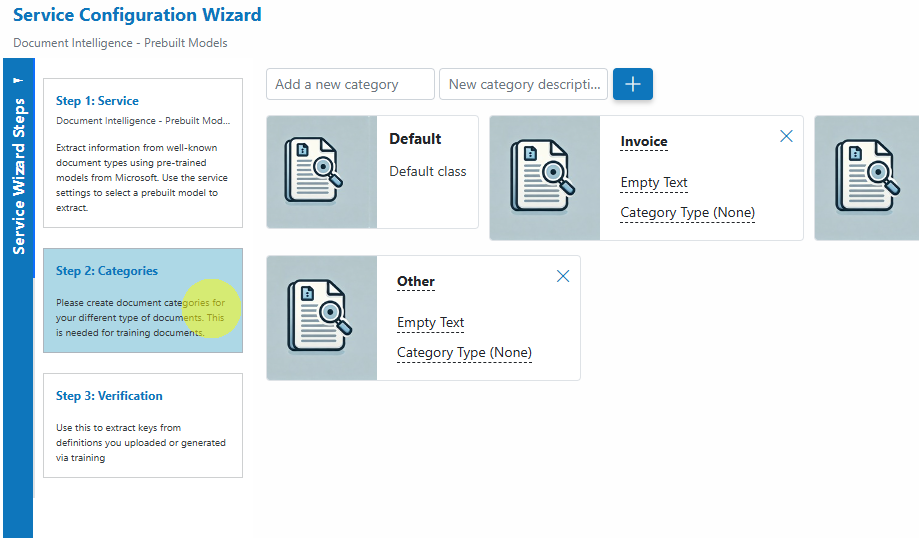 Service Configuration Wizard
Document Intelligence - Prebuilt Models
Service Wizard Steps
Step 1: Service
Document Intelligence - Prebuilt Mod...
Extract information from well-known
document types using pre-trained
models from Microsoft. Use the service
settings to select a prebuilt model to
extract.
Step 2: Categories
Please create document categories for
your different type of documents. This
is needed for training documents.
Step 3: Verification
Use this to extract keys from
definitions you uploaded or generated
via training
Add a new category
New category descripti...
Default
Default class
Invoice
Empty Text
Category Type (None)
Other
Empty Text
Category Type (None)